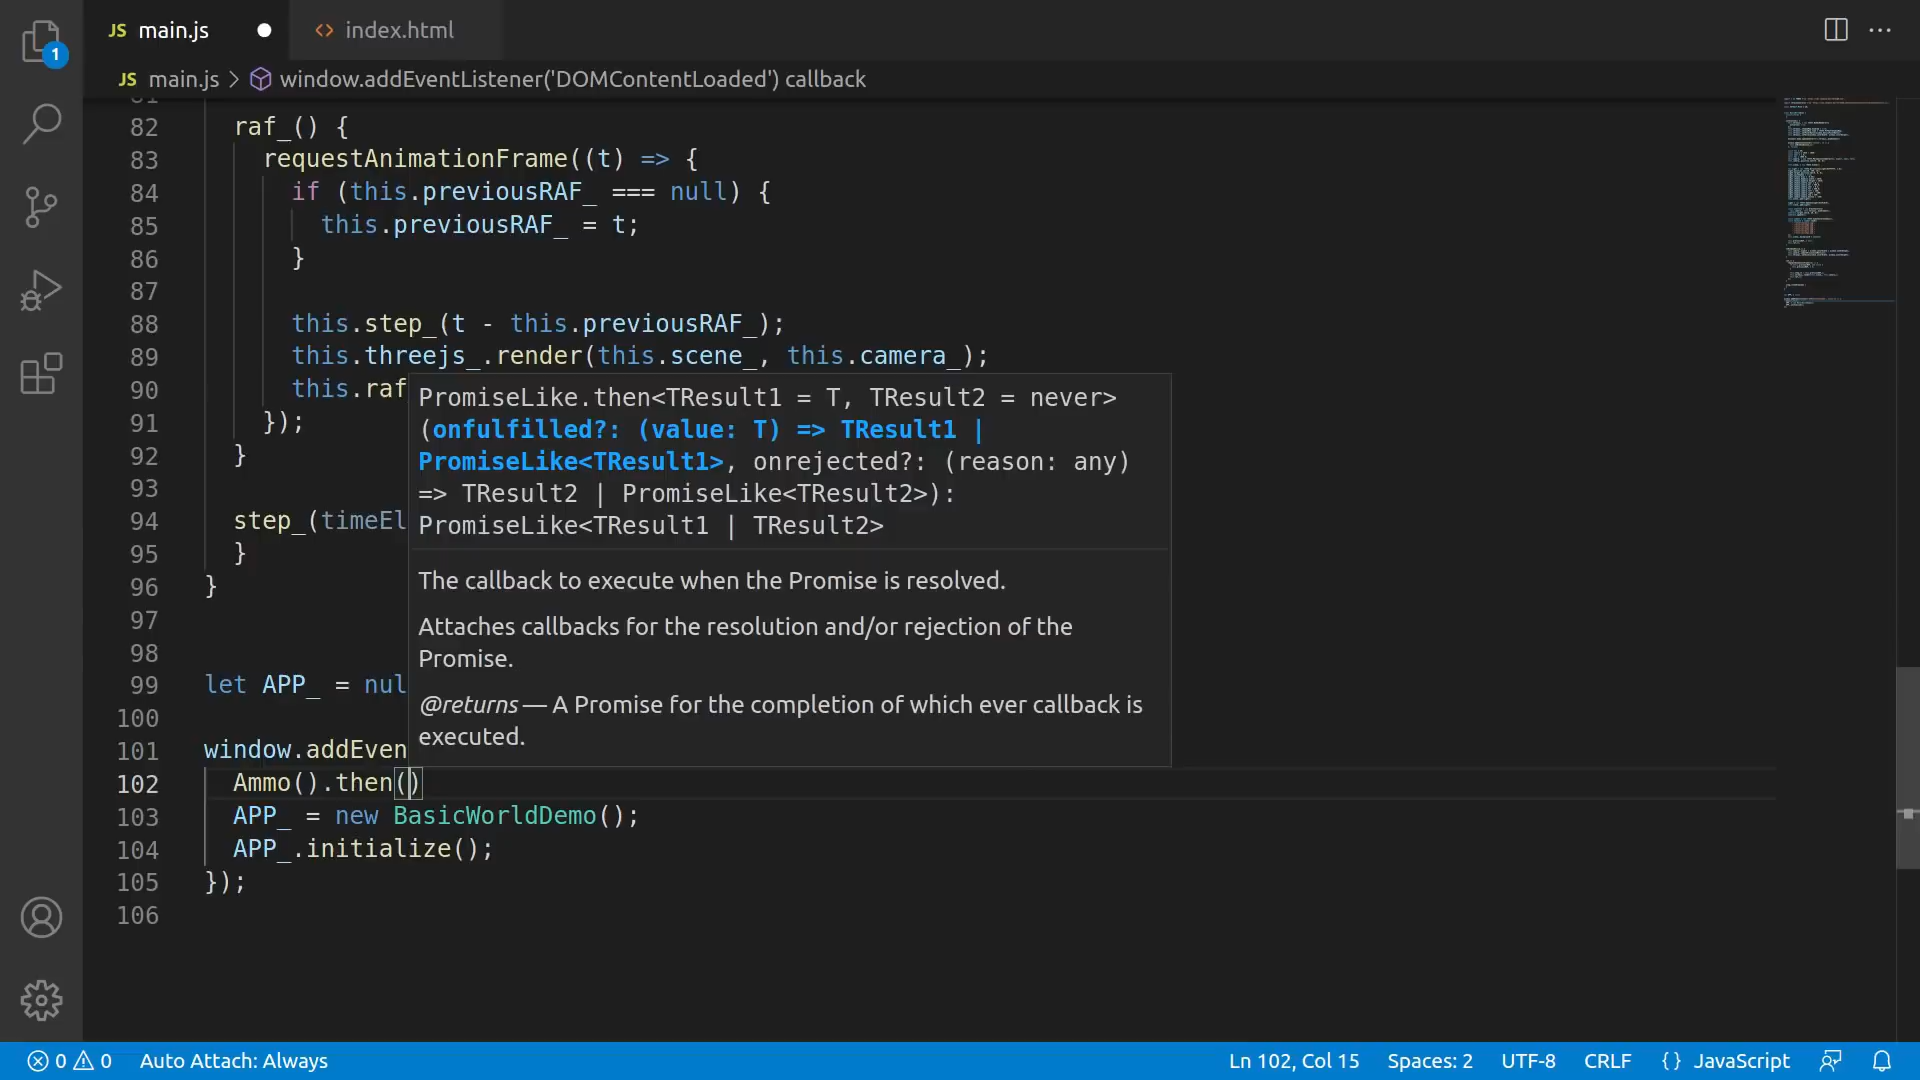 1
JS main.js
<> index.html
JS main.js > window.addEventListener('DOMContentLoaded') callback
82 raf_() {
83 requestAnimationFrame((t) => {
84 if (this.previousRAF_ === null) {
85 this.previousRAF_ = t;
86 }
87
88 this.step_(t - this.previousRAF_);
89 this.threejs_.render(this.scene_, this.camera_);
90 this.raf
91 });
92 }
93
94 step_(timeEl
95 }
96 }
97
98
99 let APP_ = nul
100
101 window.addEven
PromiseLike.then<TResult1 = T, TResult2 = never>
(onfulfilled?: (value: T) => TResult1 |
PromiseLike<TResult1>, onrejected?: (reason: any)
=> TResult2 | PromiseLike<TResult2>):
PromiseLike<TResult1 | TResult2>
The callback to execute when the Promise is resolved.
Attaches callbacks for the resolution and/or rejection of the
Promise.
@returns — A Promise for the completion of which ever callback is
executed.
102 Ammo().then()
103 APP_ = new BasicWorldDemo();
104 APP_.initialize();
105 });
106
0 0 Auto Attach: Always Ln 102, Col 15 Spaces: 2 UTF-8 CRLF {} JavaScript